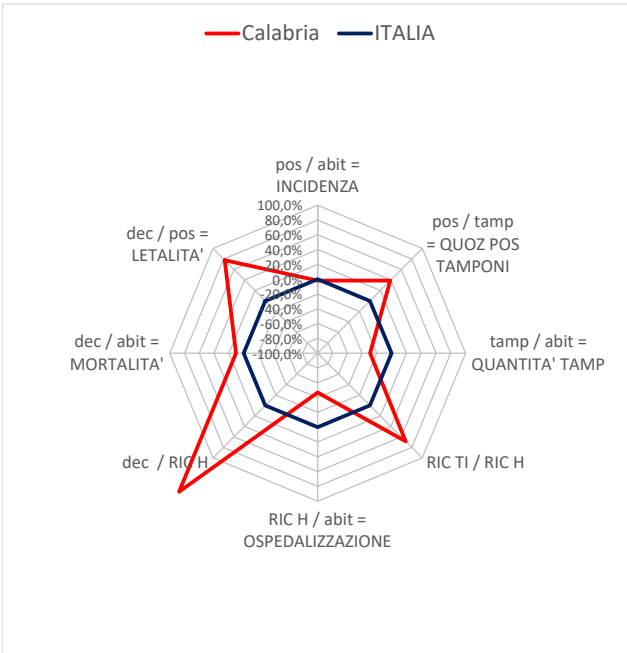 Calabria ITALIA
pos / abit =
INCIDENZA
pos / tamp
= QUOZ POS
TAMPONI
tamp / abit =
QUANTITA' TAMP
RIC TI / RIC H
RIC H / abit =
OSPEDALIZZAZIONE
dec / RIC H
dec / abit =
MORTALITA'
dec / pos =
LETALITA'
100,0%
80,0%
60,0%
40,0%
20,0%
0,0%
-20,0%
-40,0%
-60,0%
-80,0%
-100,0%